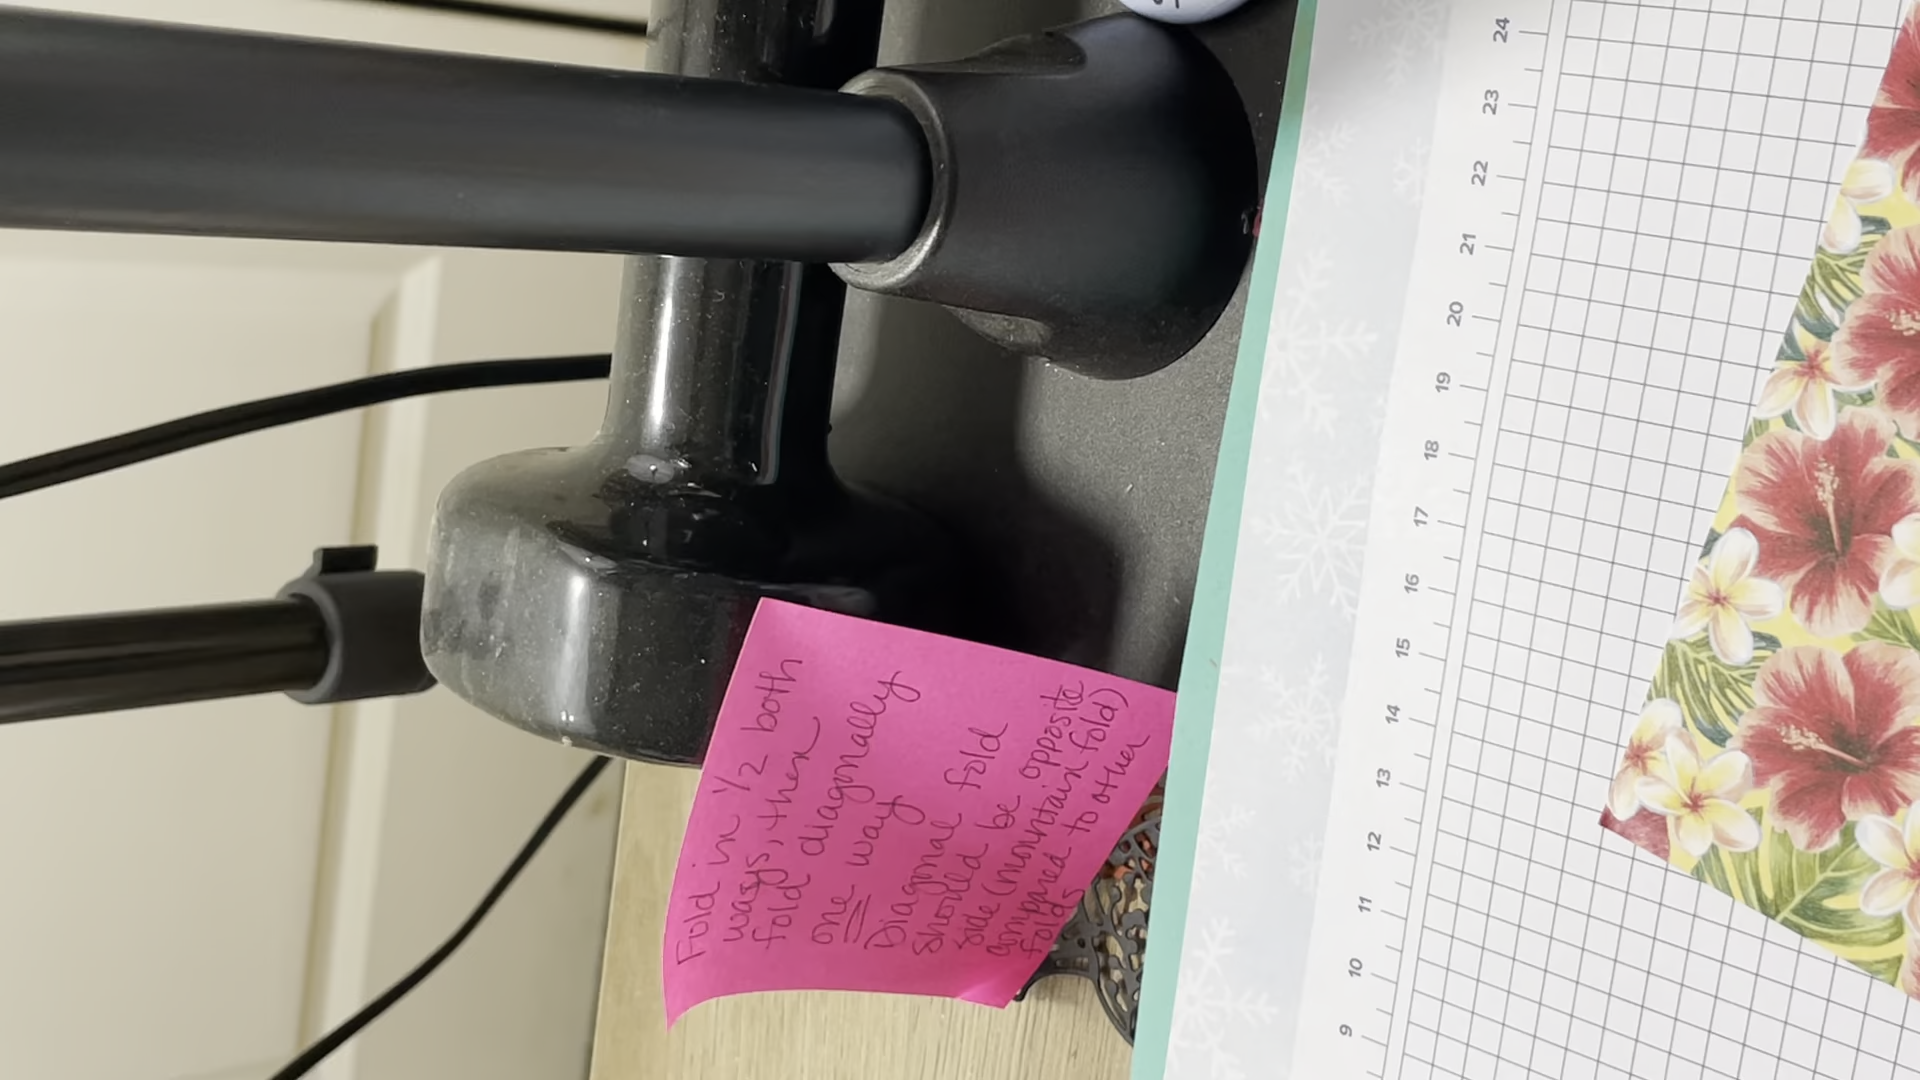 Fold in 1/2 both
ways, then
fold diagonally
one way
Diagonal fold
should be opposite
side (mountain fold)
compared to other
folds
24
23
22
21
20
19
18
17
16
15
14
13
12
11
10
9